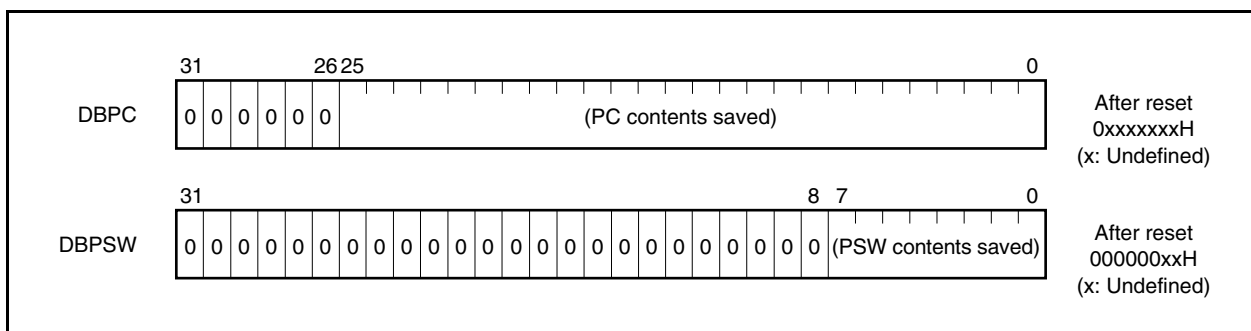 31 26 25 0
DBPC 0 0 0 0 0 0 (PC contents saved)
After reset
0xxxxxxxH
(x: Undefined)
31 8 7 0
DBPSW 0 0 0 0 0 0 0 0 0 0 0 0 0 0 0 0 0 0 0 0 0 0 0 0 (PSW contents saved)
After reset
000000xxH
(x: Undefined)